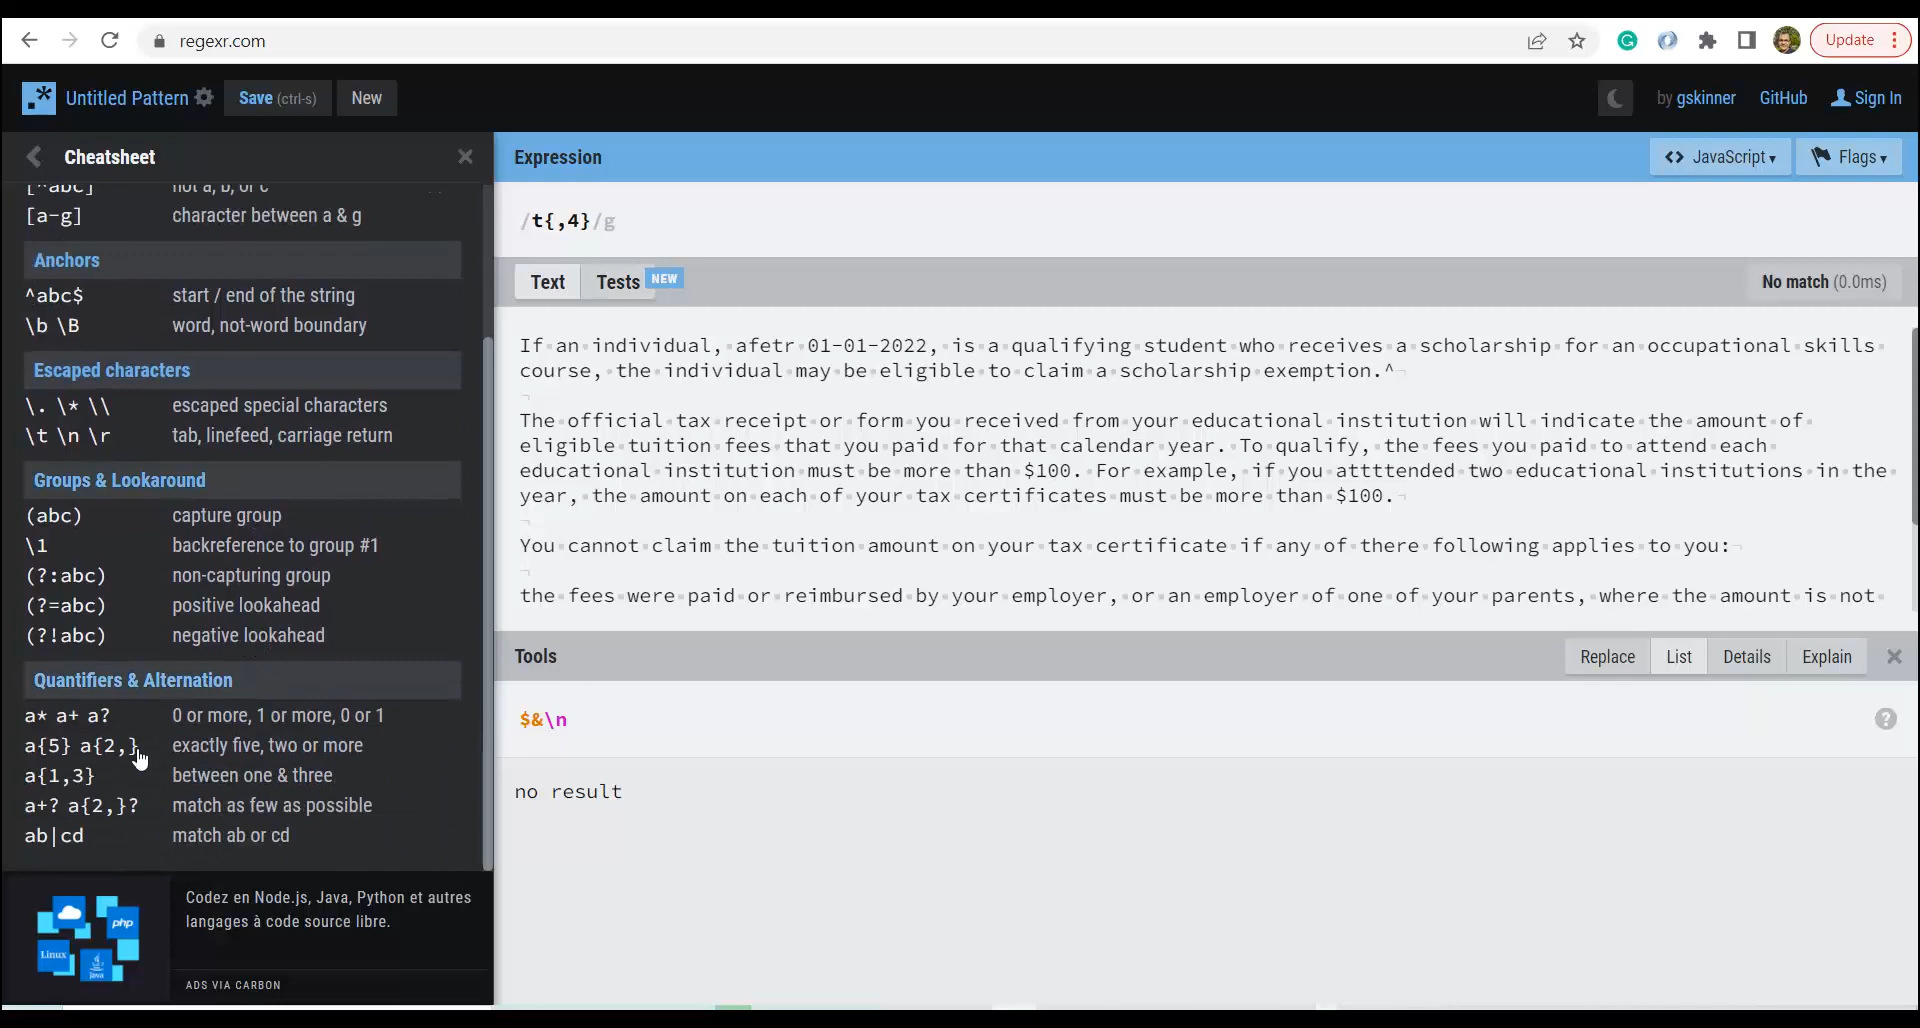 regexr.com
Update
Untitled Pattern
Save (ctrl-s)
New
by gskinner
GitHub
Sign In
Cheatsheet
[^abc] not a, b, or c
[a-g] character between a & g
Anchors
^abc$ start / end of the string
\b \B word, not-word boundary
Escaped characters
\. \* \\ escaped special characters
\t \n \r tab, linefeed, carriage return
Groups & Lookaround
(abc) capture group
\1 backreference to group #1
(?:abc) non-capturing group
(?=abc) positive lookahead
(?!abc) negative lookahead
Quantifiers & Alternation
a* a+ a? 0 or more, 1 or more, 0 or 1
a{5} a{2,} exactly five, two or more
a{1,3} between one & three
a+? a{2,}? match as few as possible
ab|cd match ab or cd
php
Linux
Java
Codez en Node.js, Java, Python et autres
langages à code source libre.
ADS VIA CARBON
Expression
<> JavaScript
Flags
/t{,4}/g
Text
Tests
NEW
No match (0.0ms)
If an individual, afetr 01-01-2022, is a qualifying student who receives a scholarship for an occupational skills
course, the individual may be eligible to claim a scholarship exemption.^
The official tax receipt or form you received from your educational institution will indicate the amount of
eligible tuition fees that you paid for that calendar year. To qualify, the fees you paid to attend each
educational institution must be more than $100. For example, if you attttended two educational institutions in the
year, the amount on each of your tax certificates must be more than $100.
You cannot claim the tuition amount on your tax certificate if any of there following applies to you:
the fees were paid or reimbursed by your employer, or an employer of one of your parents, where the amount is not
Tools
Replace
List
Details
Explain
$&\n
?
no result